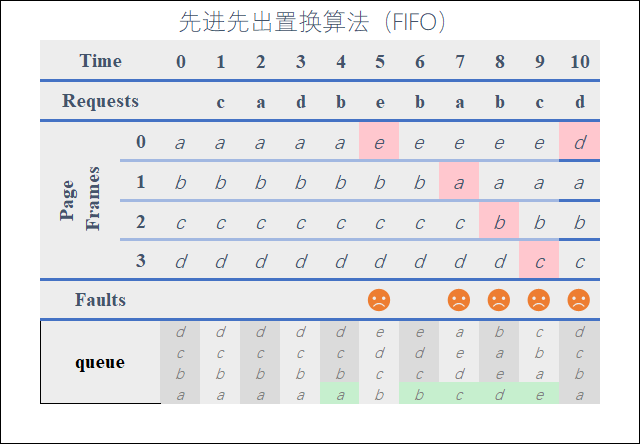 先进先出置换算法（FIFO）
Time 0 1 2 3 4 5 6 7 8 9 10
Requests c a d b e b a b c d
Page Frames
0 a a a a a e e e e e d
1 b b b b b b b a a a a
2 c c c c c c c c b b b
3 d d d d d d d d d c c
Faults
queue
d d d d d e e a b c d
c c c c c d d e a b c
b b b b b c c d e a b
a a a a a b b c d e a